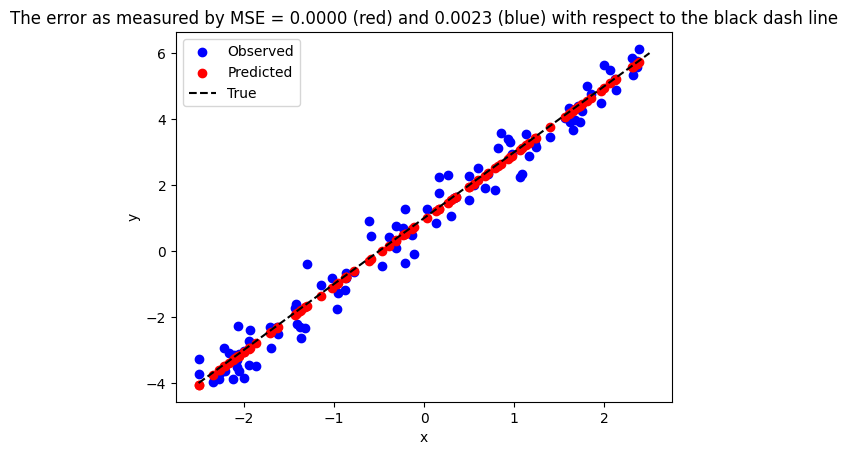 The error as measured by MSE = 0.0000 (red) and 0.0023 (blue) with respect to the black dash line
Observed
Predicted
True
6
4
2
0
−2
−4
y
−2
−1
0
1
2
x